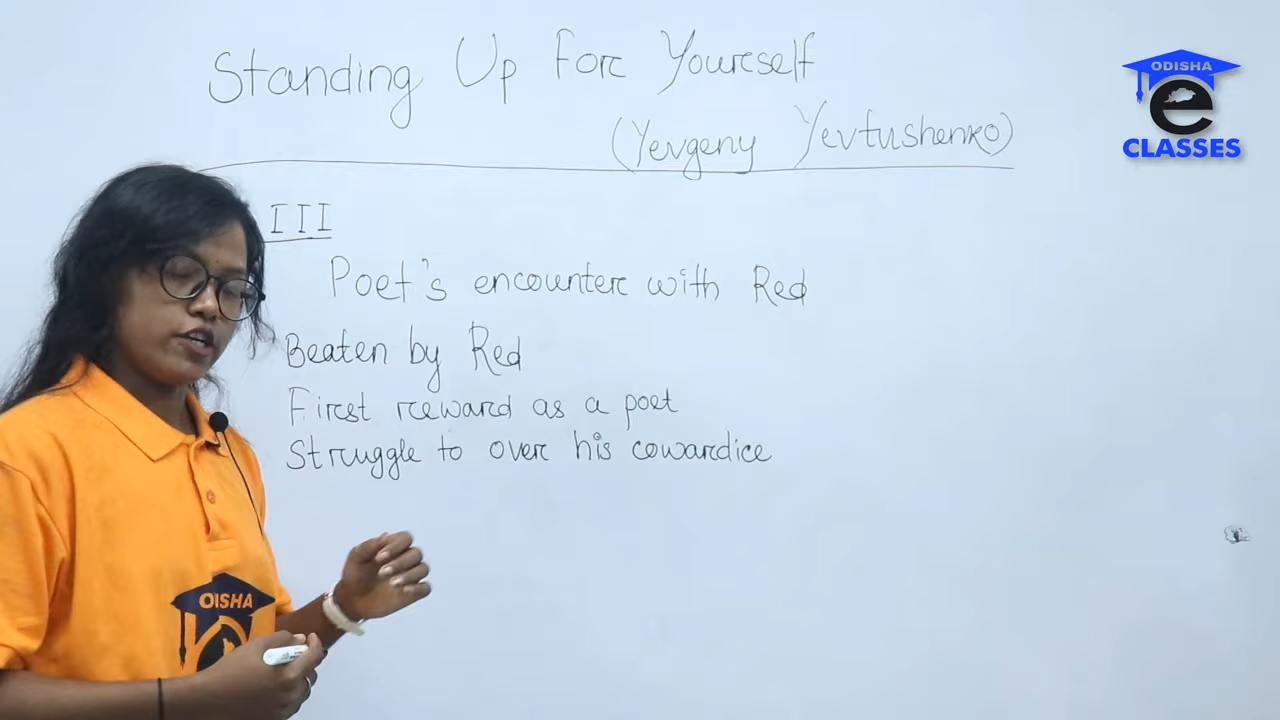 Standing Up For Yourself
(Yevgeny Yevtushenko)
III
Poet's encounter with Red
Beaten by Red
First reward as a poet
Struggle to over his cowardice
ODISHA
e
CLASSES
ODISHA